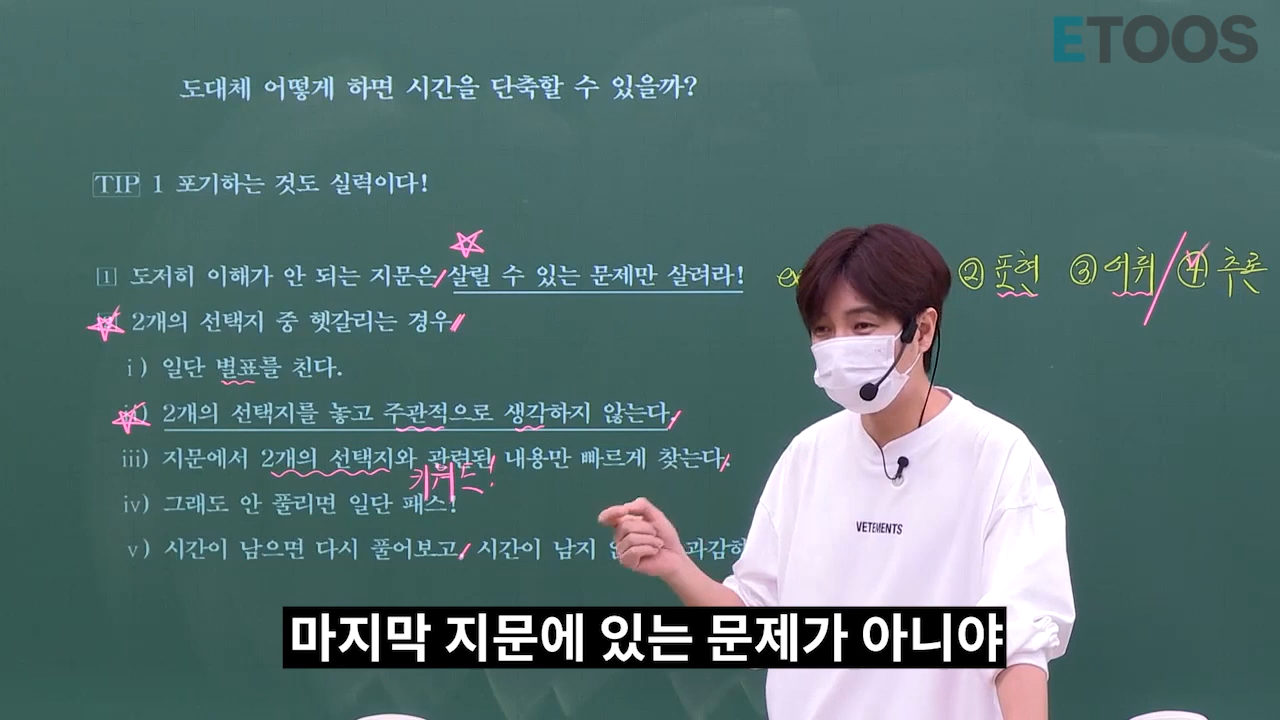 ETOOS
도대체 어떻게 하면 시간을 단축할 수 있을까?
TIP 1 포기하는 것도 실력이다!
1 도저히 이해가 안 되는 지문은 살릴 수 있는 문제만 살려라!
② 표현 ③ 어휘 ④ 추론
2개의 선택지 중 헷갈리는 경우
i) 일단 별표를 친다.
ii) 2개의 선택지를 놓고 주관적으로 생각하지 않는다.
iii) 지문에서 2개의 선택지와 관련된 내용만 빠르게 찾는다.
키워드!
iv) 그래도 안 풀리면 일단 패스!
v) 시간이 남으면 다시 풀어보고, 시간이 남지
VETEMENTS
마지막 지문에 있는 문제가 아니야